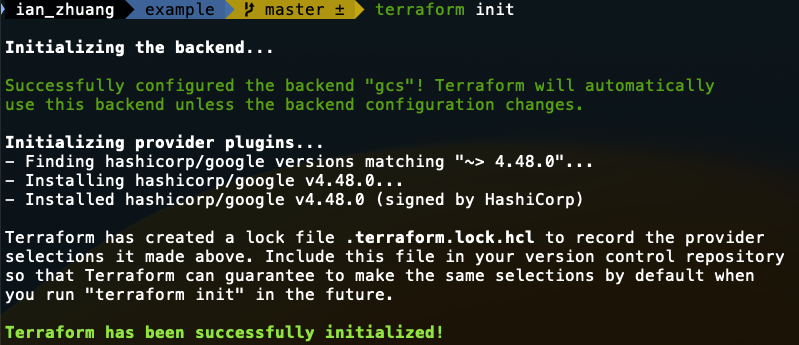 ian_zhuang example master ± terraform init
Initializing the backend...
Successfully configured the backend "gcs"! Terraform will automatically
use this backend unless the backend configuration changes.
Initializing provider plugins...
- Finding hashicorp/google versions matching "~> 4.48.0"...
- Installing hashicorp/google v4.48.0...
- Installed hashicorp/google v4.48.0 (signed by HashiCorp)
Terraform has created a lock file .terraform.lock.hcl to record the provider
selections it made above. Include this file in your version control repository
so that Terraform can guarantee to make the same selections by default when
you run "terraform init" in the future.
Terraform has been successfully initialized!